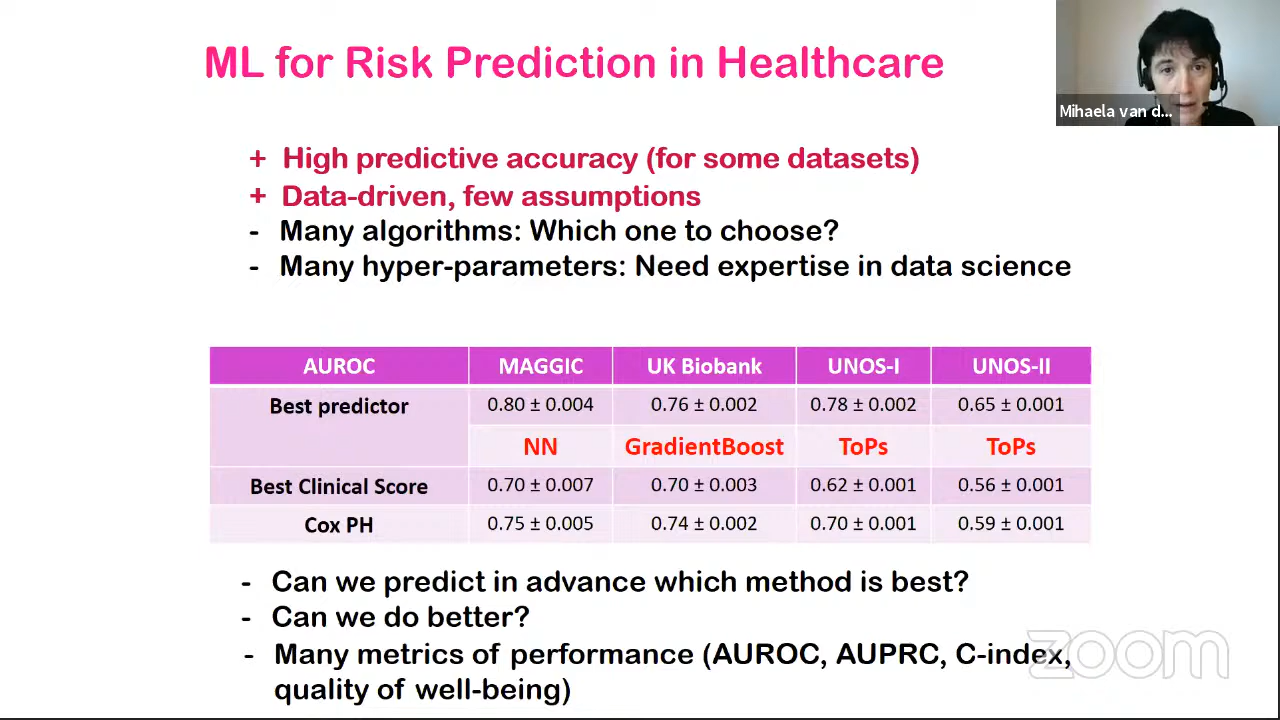 ML for Risk Prediction in Healthcare
Mihaela van d...
+ High predictive accuracy (for some datasets)
+ Data-driven, few assumptions
- Many algorithms: Which one to choose?
- Many hyper-parameters: Need expertise in data science
AUROC MAGGIC UK Biobank UNOS-I UNOS-II
Best predictor 0.80 ± 0.004 0.76 ± 0.002 0.78 ± 0.002 0.65 ± 0.001
NN GradientBoost ToPs ToPs
Best Clinical Score 0.70 ± 0.007 0.70 ± 0.003 0.62 ± 0.001 0.56 ± 0.001
Cox PH 0.75 ± 0.005 0.74 ± 0.002 0.70 ± 0.001 0.59 ± 0.001
- Can we predict in advance which method is best?
- Can we do better?
- Many metrics of performance (AUROC, AUPRC, C-index,
quality of well-being)
zoom